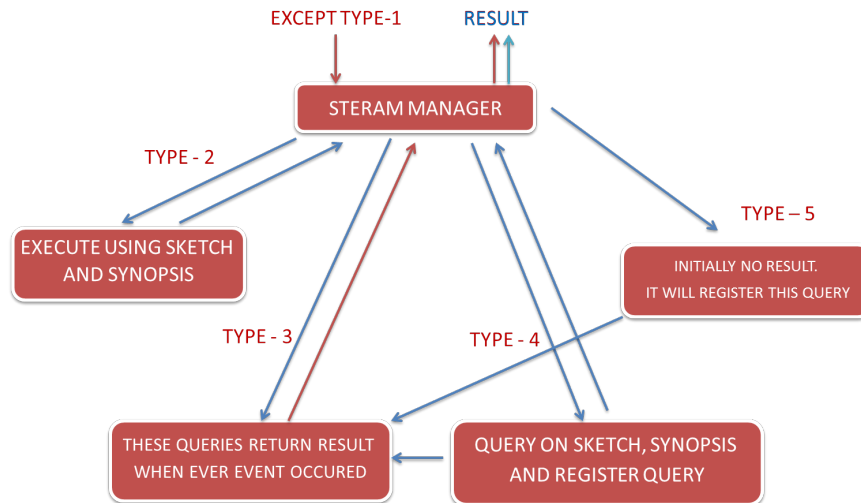 EXCEPT TYPE-1
RESULT
STERAM MANAGER
TYPE - 2
TYPE – 5
EXECUTE USING SKETCH
AND SYNOPSIS
INITIALLY NO RESULT.
IT WILL REGISTER THIS QUERY
TYPE - 3
TYPE - 4
THESE QUERIES RETURN RESULT
WHEN EVER EVENT OCCURED
QUERY ON SKETCH, SYNOPSIS
AND REGISTER QUERY